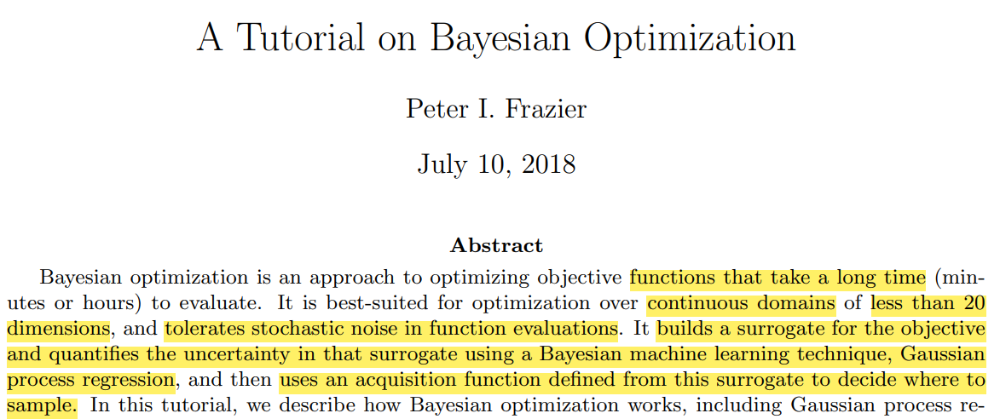 A Tutorial on Bayesian Optimization
Peter I. Frazier
July 10, 2018
Abstract
Bayesian optimization is an approach to optimizing objective functions that take a long time (min-
utes or hours) to evaluate. It is best-suited for optimization over continuous domains of less than 20
dimensions, and tolerates stochastic noise in function evaluations. It builds a surrogate for the objective
and quantifies the uncertainty in that surrogate using a Bayesian machine learning technique, Gaussian
process regression, and then uses an acquisition function defined from this surrogate to decide where to
sample. In this tutorial, we describe how Bayesian optimization works, including Gaussian process re-